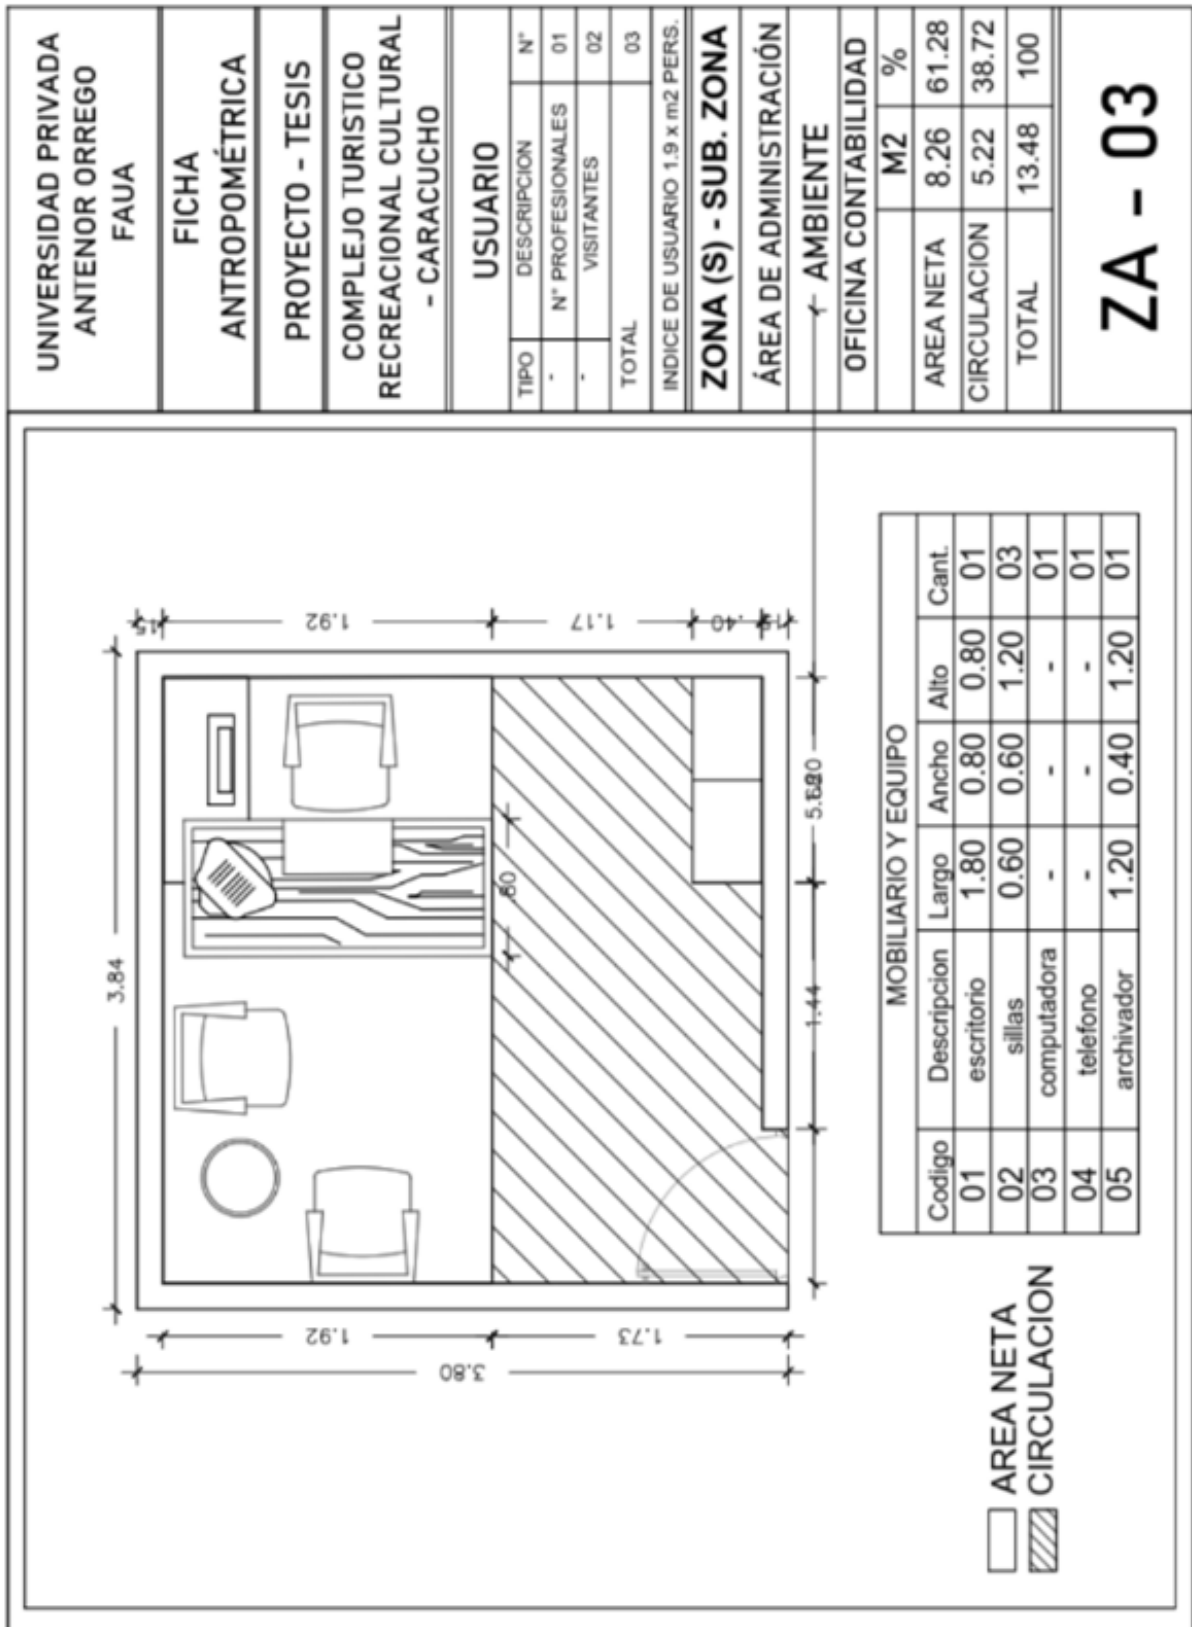 UNIVERSIDAD PRIVADA
ANTENOR ORREGO
FAUA
FICHA
ANTROPOMÉTRICA
PROYECTO - TESIS
COMPLEJO TURISTICO
RECREACIONAL CULTURAL
- CARACUCHO
USUARIO
TIPO DESCRIPCION N°
- N° PROFESIONALES 01
- VISITANTES 02
TOTAL 03
INDICE DE USUARIO 1.9 x m2 PERS.
ZONA (S) - SUB. ZONA
ÁREA DE ADMINISTRACIÓN
AMBIENTE
OFICINA CONTABILIDAD
M2 %
AREA NETA 8.26 61.28
CIRCULACION 5.22 38.72
TOTAL 13.48 100
ZA - 03
3.84
.15
1.92
1.17
.40
.15
.80
1.92
1.73
3.80
1.44
MOBILIARIO Y EQUIPO
Codigo Descripcion Largo Ancho Alto Cant.
01 escritorio 1.80 0.80 0.80 01
02 sillas 0.60 0.60 1.20 03
03 computadora - - - 01
04 telefono - - - 01
05 archivador 1.20 0.40 1.20 01
AREA NETA
CIRCULACION